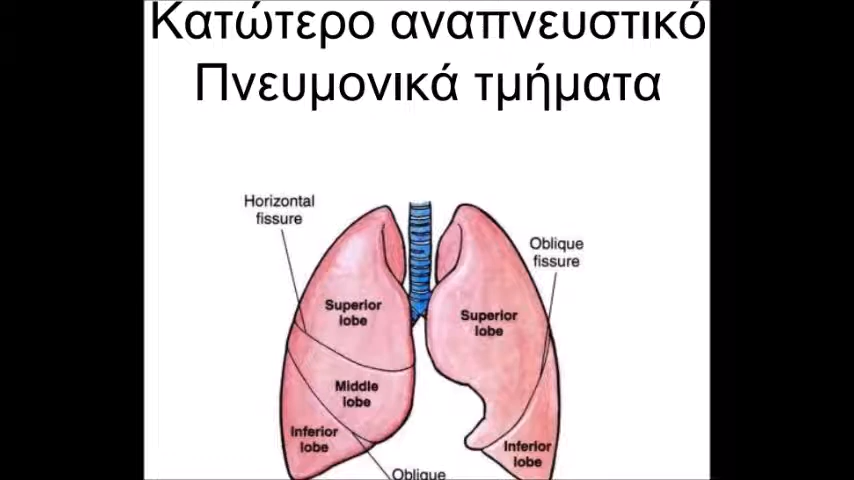 Κατώτερο αναπνευστικό
Πνευμονικά τμήματα
Horizontal
fissure
Oblique
fissure
Superior
lobe
Superior
lobe
Middle
lobe
Inferior
lobe
Inferior
lobe
Oblique